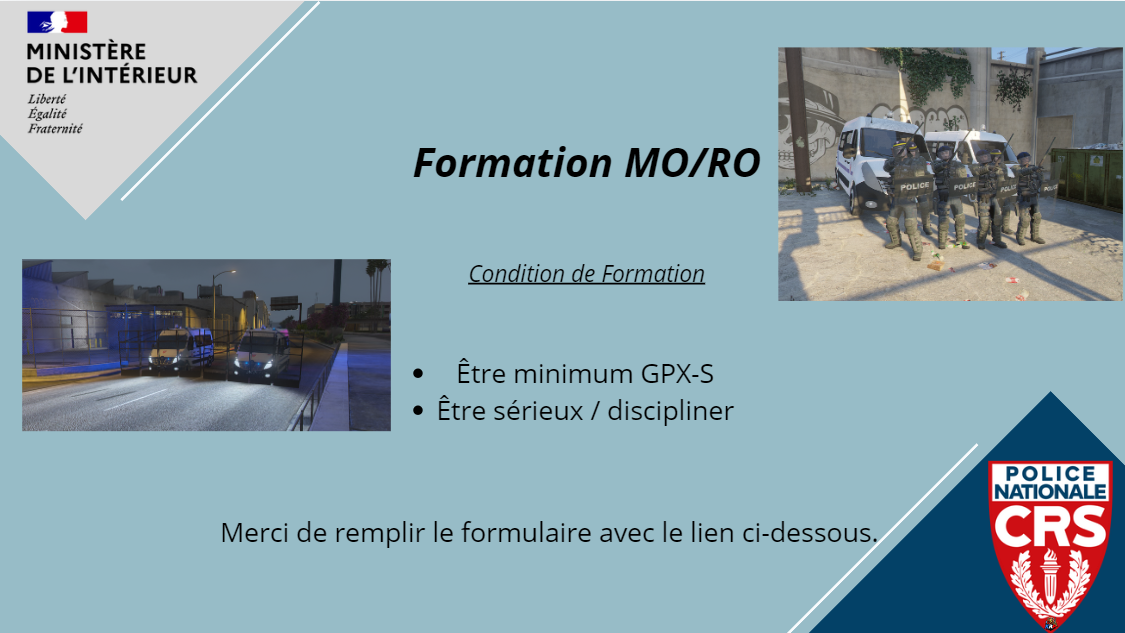 MINISTÈRE
DE L'INTÉRIEUR
Liberté
Égalité
Fraternité
Formation MO/RO
Condition de Formation
Être minimum GPX-S
Être sérieux / discipliner
Merci de remplir le formulaire avec le lien ci-dessous.
POLICE
POLICE
POLICE
POLICE
NATIONALE
CRS